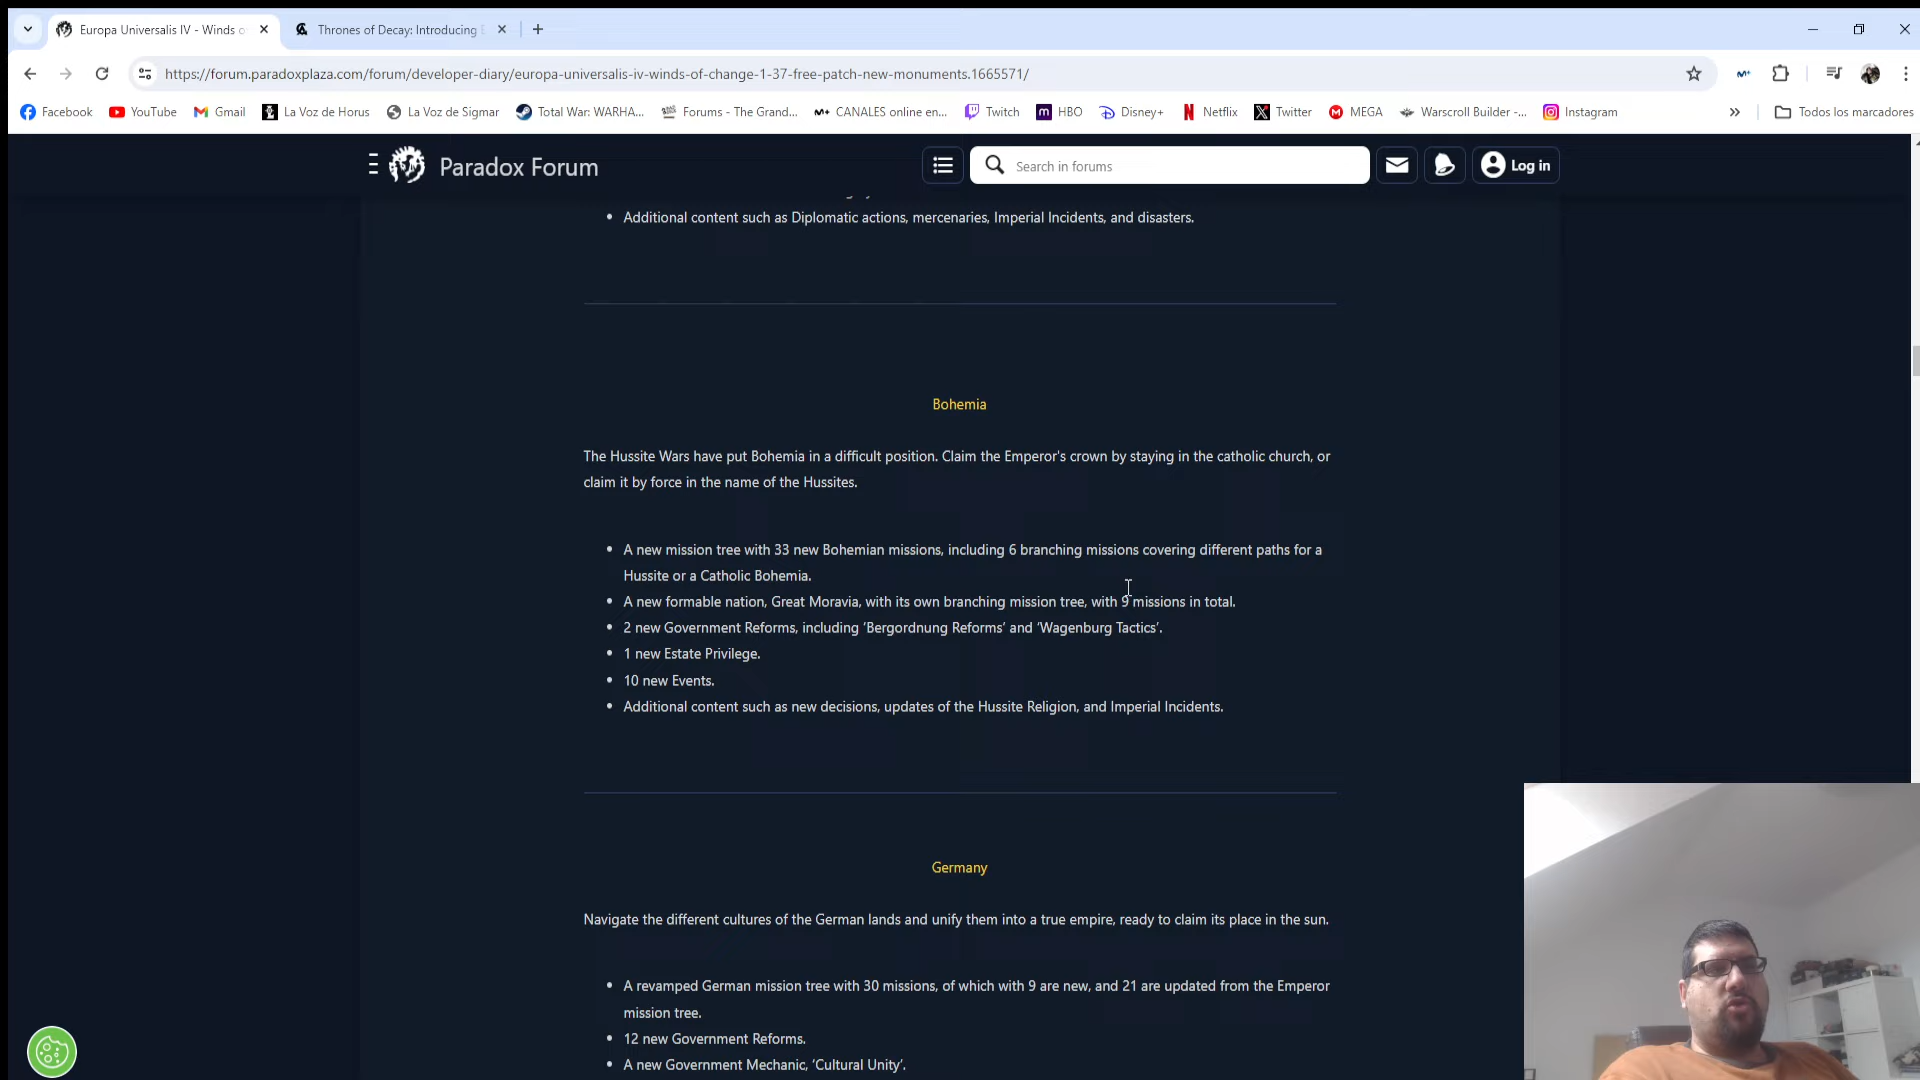 Europa Universalis IV - Winds o
Thrones of Decay: Introducing
https://forum.paradoxplaza.com/forum/developer-diary/europa-universalis-iv-winds-of-change-1-37-free-patch-new-monuments.1665571/
Facebook YouTube Gmail La Voz de Horus La Voz de Sigmar Total War: WARHA... Forums - The Grand... CANALES online en... Twitch HBO Disney+ Netflix Twitter MEGA Warscroll Builder -... Instagram » Todos los marcadores
Paradox Forum
Search in forums
Log in
Additional content such as Diplomatic actions, mercenaries, Imperial Incidents, and disasters.
Bohemia
The Hussite Wars have put Bohemia in a difficult position. Claim the Emperor's crown by staying in the catholic church, or
claim it by force in the name of the Hussites.
A new mission tree with 33 new Bohemian missions, including 6 branching missions covering different paths for a
Hussite or a Catholic Bohemia.
A new formable nation, Great Moravia, with its own branching mission tree, with 9 missions in total.
2 new Government Reforms, including ‘Bergordnung Reforms’ and ‘Wagenburg Tactics’.
1 new Estate Privilege.
10 new Events.
Additional content such as new decisions, updates of the Hussite Religion, and Imperial Incidents.
Germany
Navigate the different cultures of the German lands and unify them into a true empire, ready to claim its place in the sun.
A revamped German mission tree with 30 missions, of which with 9 are new, and 21 are updated from the Emperor
mission tree.
12 new Government Reforms.
A new Government Mechanic, ‘Cultural Unity’.